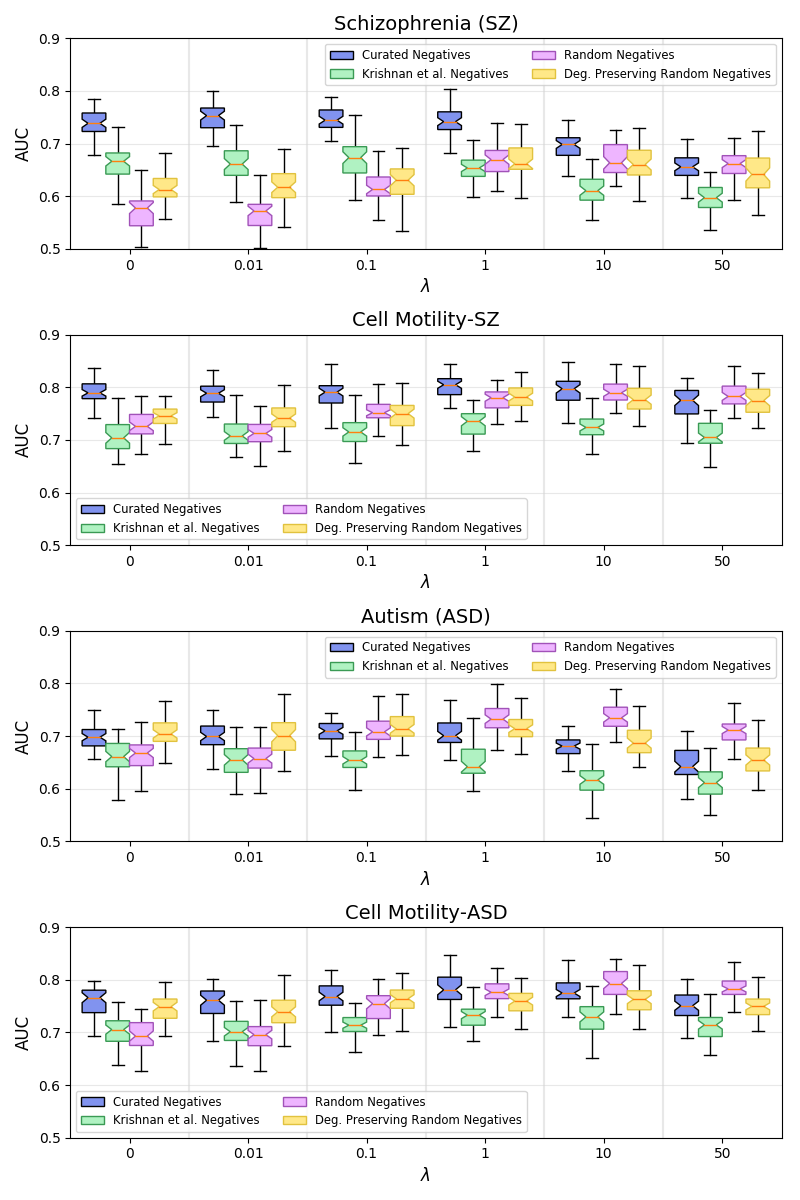 Schizophrenia (SZ)
0.9
0.8
0.7
0.6
0.5
AUC
Curated Negatives
Krishnan et al. Negatives
Random Negatives
Deg. Preserving Random Negatives
0 0.01 0.1 1 10 50
λ
Cell Motility-SZ
0.9
0.8
0.7
0.6
0.5
AUC
Curated Negatives
Krishnan et al. Negatives
Random Negatives
Deg. Preserving Random Negatives
0 0.01 0.1 1 10 50
λ
Autism (ASD)
0.9
0.8
0.7
0.6
0.5
AUC
Curated Negatives
Krishnan et al. Negatives
Random Negatives
Deg. Preserving Random Negatives
0 0.01 0.1 1 10 50
λ
Cell Motility-ASD
0.9
0.8
0.7
0.6
0.5
AUC
Curated Negatives
Krishnan et al. Negatives
Random Negatives
Deg. Preserving Random Negatives
0 0.01 0.1 1 10 50
λ